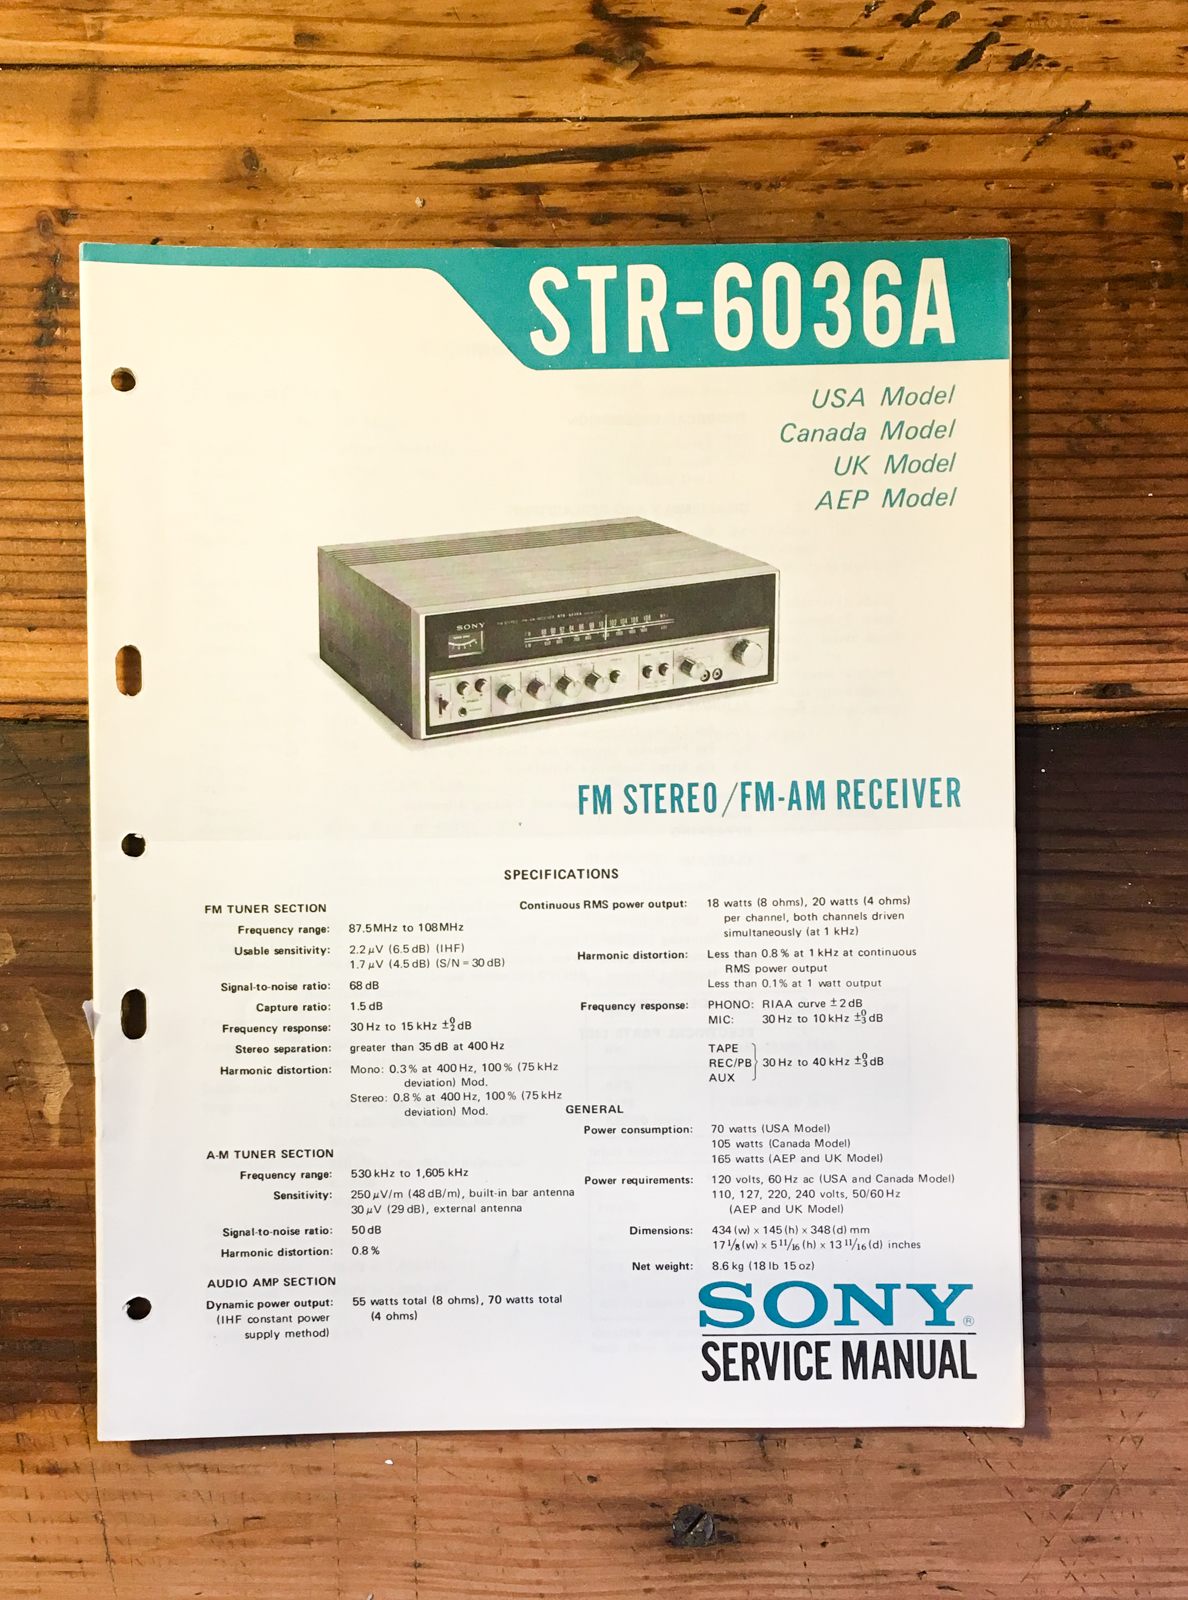 STR-6036A
USA Model
Canada Model
UK Model
AEP Model
SONY
FM STEREO/FM-AM RECEIVER
SPECIFICATIONS
FM TUNER SECTION
Frequency range: 87.5MHz to 108MHz
Usable sensitivity: 2.2µV (6.5dB) (IHF)
1.7µV (4.5dB) (S/N = 30dB)
Signal-to-noise ratio: 68dB
Capture ratio: 1.5dB
Frequency response: 30Hz to 15kHz ±0/2 dB
Stereo separation: greater than 35dB at 400Hz
Harmonic distortion: Mono: 0.3% at 400Hz, 100% (75kHz
deviation) Mod.
Stereo: 0.8% at 400Hz, 100% (75kHz
deviation) Mod.
A-M TUNER SECTION
Frequency range: 530kHz to 1,605kHz
Sensitivity: 250µV/m (48dB/m), built-in bar antenna
30µV (29dB), external antenna
Signal-to-noise ratio: 50dB
Harmonic distortion: 0.8%
AUDIO AMP SECTION
Dynamic power output: 55 watts total (8 ohms), 70 watts total
(IHF constant power (4 ohms)
supply method)
Continuous RMS power output: 18 watts (8 ohms), 20 watts (4 ohms)
per channel, both channels driven
simultaneously (at 1 kHz)
Harmonic distortion: Less than 0.8% at 1 kHz at continuous
RMS power output
Less than 0.1% at 1 watt output
Frequency response: PHONO: RIAA curve ±2dB
MIC: 30Hz to 10kHz ±0/3 dB
TAPE
REC/PB } 30Hz to 40kHz ±0/3 dB
AUX
GENERAL
Power consumption: 70 watts (USA Model)
105 watts (Canada Model)
165 watts (AEP and UK Model)
Power requirements: 120 volts, 60Hz ac (USA and Canada Model)
110, 127, 220, 240 volts, 50/60Hz
(AEP and UK Model)
Dimensions: 434(w) x 145(h) x 348(d) mm
17 1/8(w) x 5 11/16(h) x 13 11/16(d) inches
Net weight: 8.6kg (18lb 15oz)
SONY®
SERVICE MANUAL